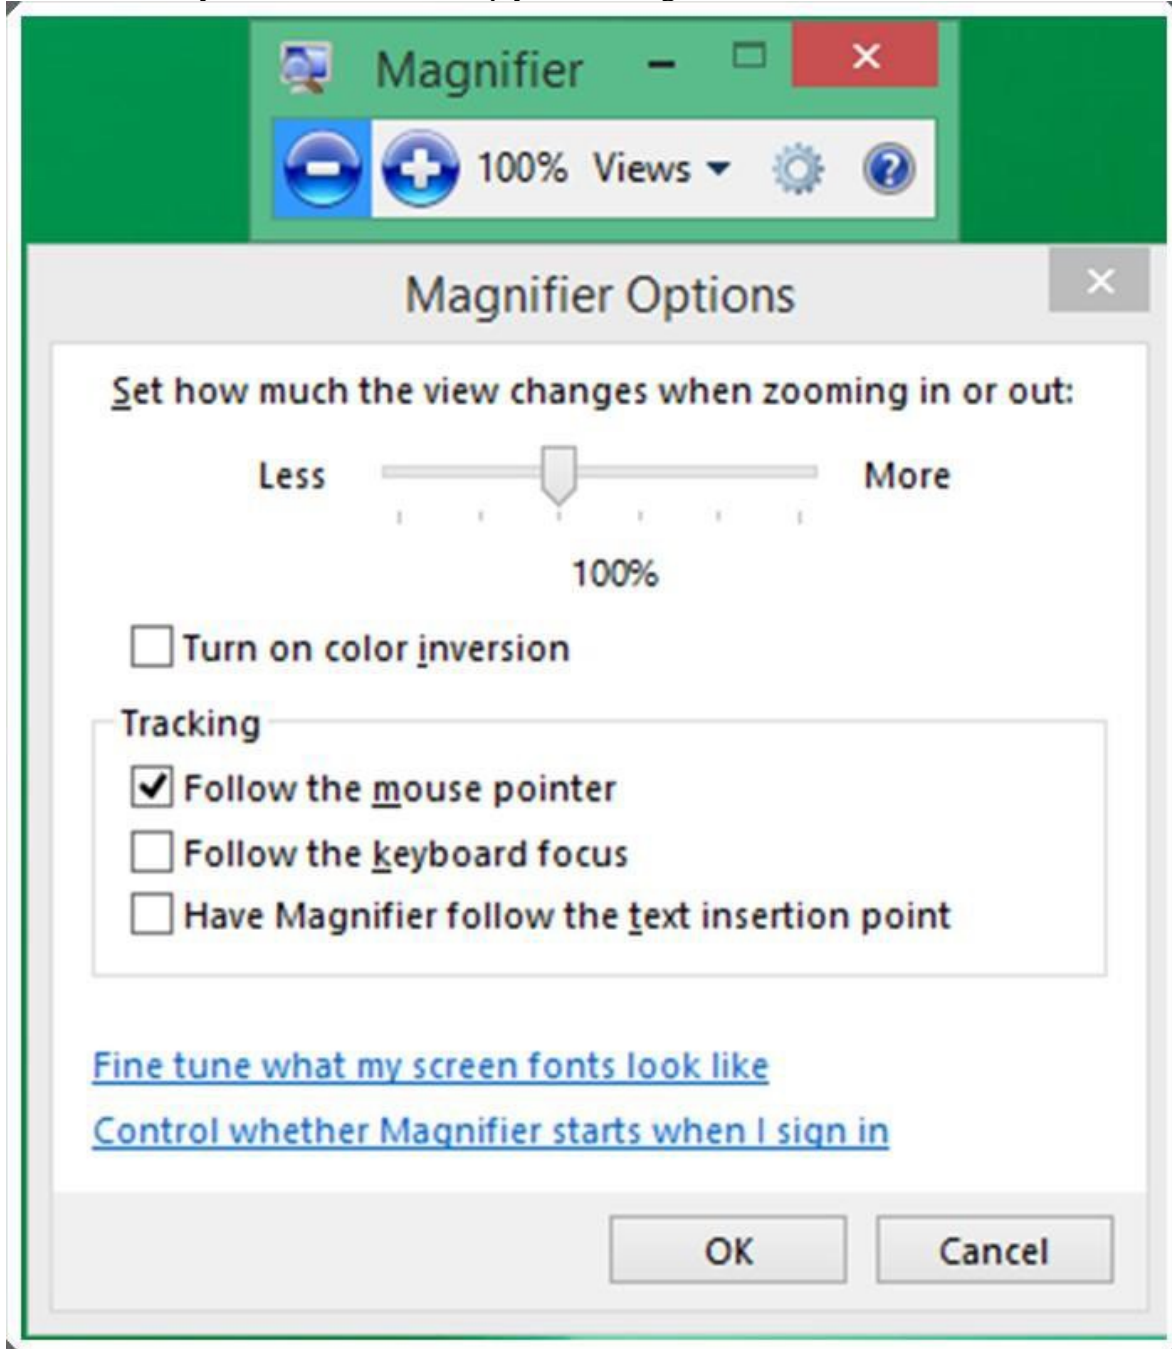 Magnifier
100% Views
Magnifier Options
Set how much the view changes when zooming in or out:
Less More
100%
Turn on color inversion
Tracking
Follow the mouse pointer
Follow the keyboard focus
Have Magnifier follow the text insertion point
Fine tune what my screen fonts look like
Control whether Magnifier starts when I sign in
OK Cancel